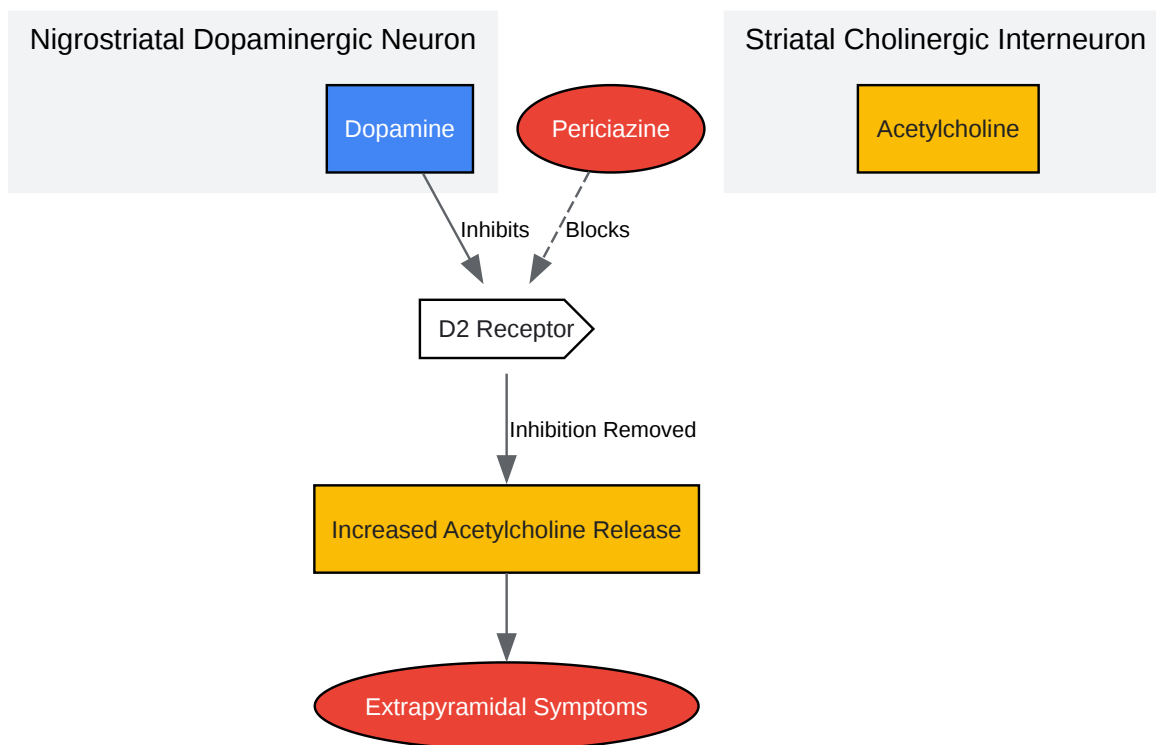 Nigrostriatal Dopaminergic Neuron
Striatal Cholinergic Interneuron
Dopamine
Periciazine
Acetylcholine
Inhibits
Blocks
D2 Receptor
Inhibition Removed
Increased Acetylcholine Release
Extrapyramidal Symptoms